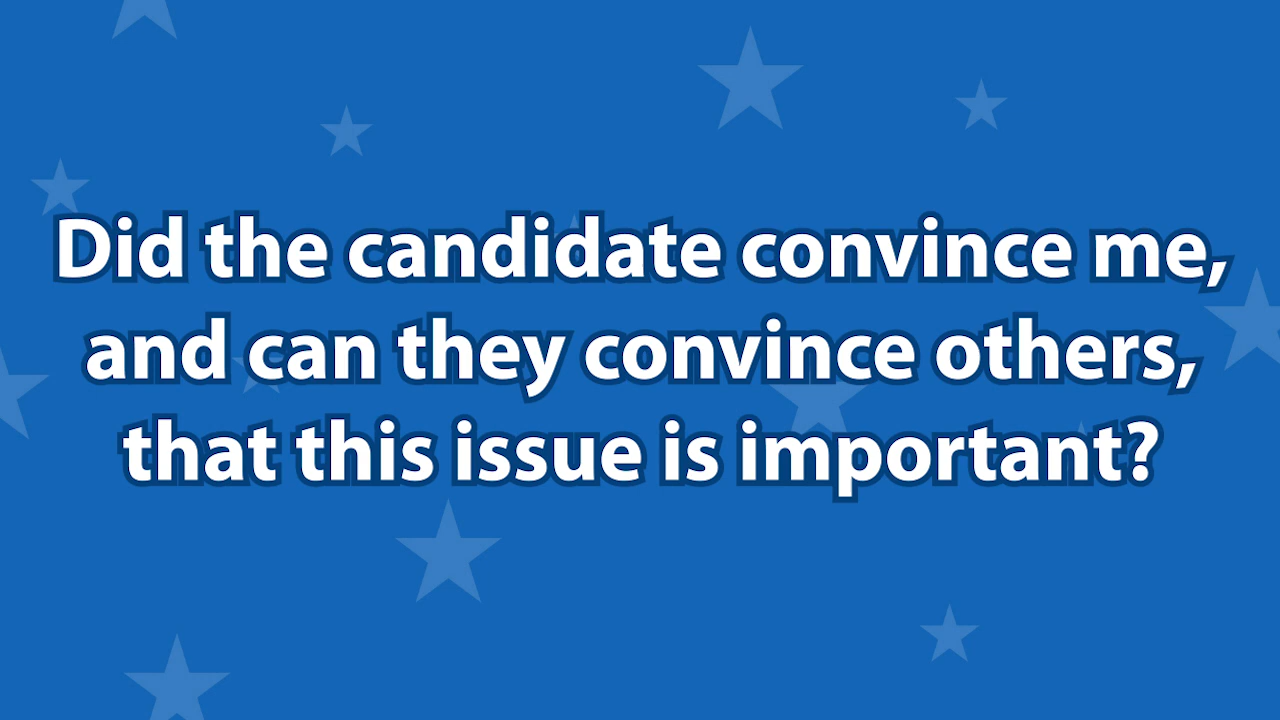 Did the candidate convince me,
and can they convince others,
that this issue is important?